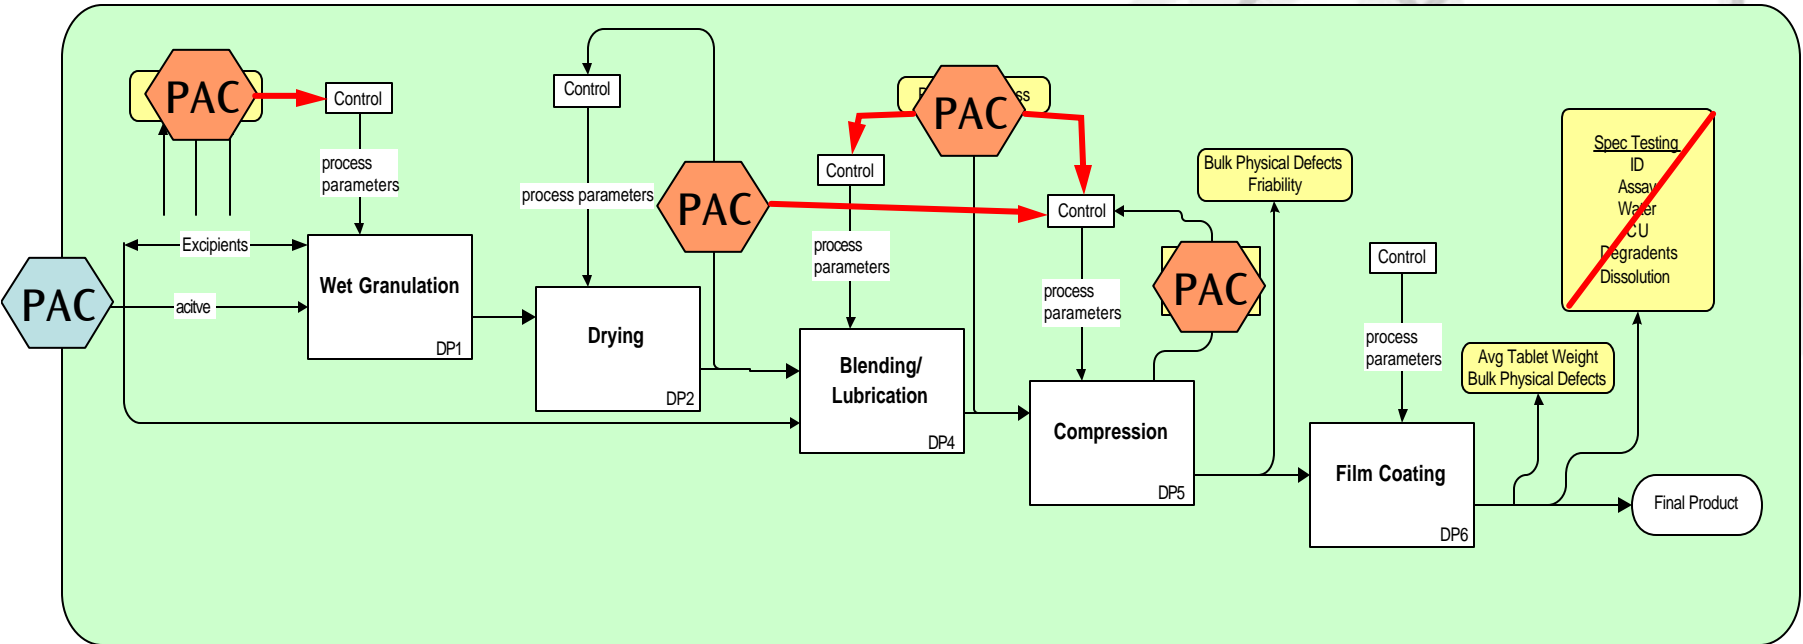 PAC
Control
process
parameters
Excipients
PAC
acitve
Wet Granulation
DP1
Control
process parameters
PAC
Drying
DP2
PAC
Control
process
parameters
Blending/
Lubrication
DP4
Control
process
parameters
PAC
Compression
DP5
Bulk Physical Defects
Friability
Control
process
parameters
Film Coating
DP6
Avg Tablet Weight
Bulk Physical Defects
Spec Testing
ID
Assay
Water
CU
Degradents
Dissolution
Final Product